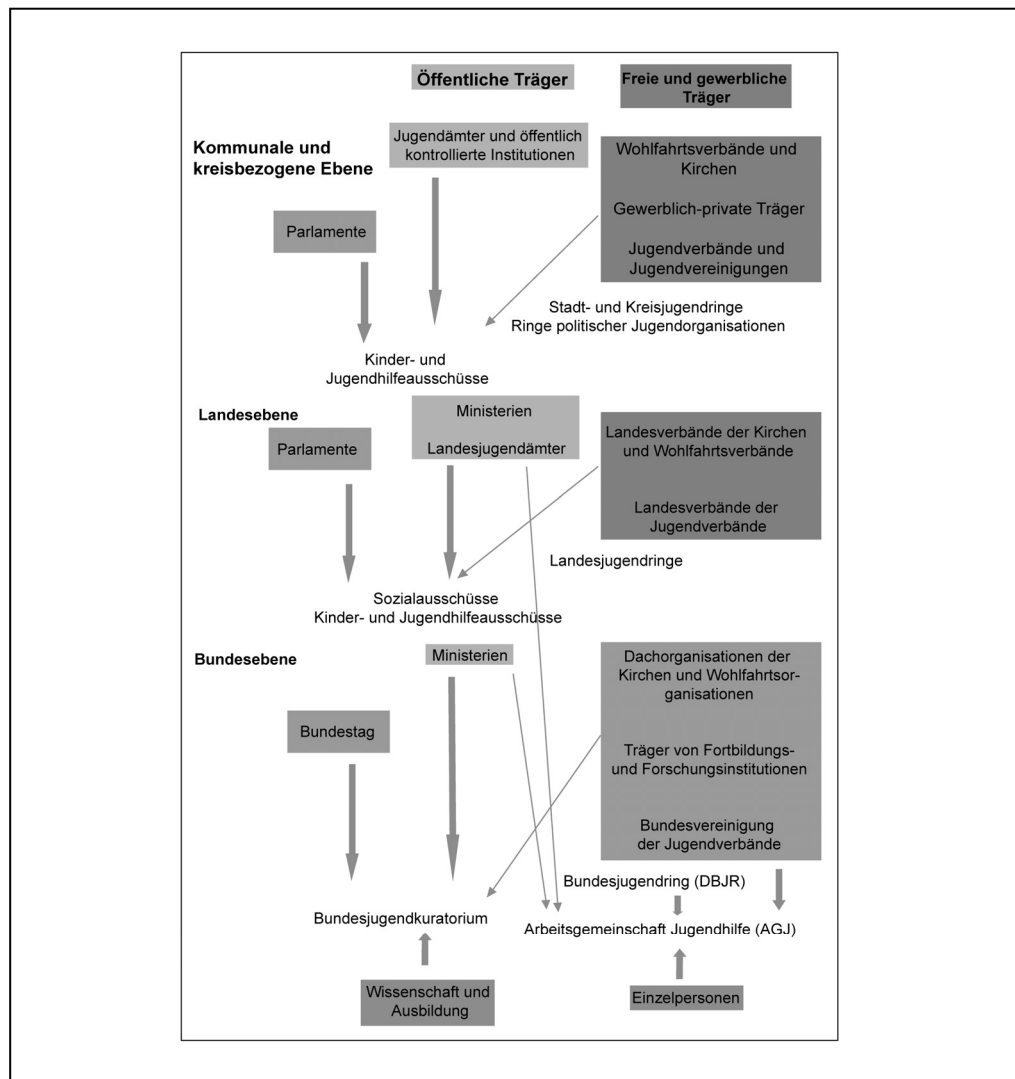 Öffentliche Träger
Freie und gewerbliche
Träger
Kommunale und
kreisbezogene Ebene
Jugendämter und öffentlich
kontrollierte Institutionen
Wohlfahrtsverbände und
Kirchen
Gewerblich-private Träger
Jugendverbände und
Jugendvereinigungen
Parlamente
Stadt- und Kreisjugendringe
Ringe politischer Jugendorganisationen
Kinder- und
Jugendhilfeausschüsse
Landesebene
Ministerien
Landesjugendämter
Parlamente
Landesverbände der Kirchen
und Wohlfahrtsverbände
Landesverbände der
Jugendverbände
Landesjugendringe
Sozialausschüsse
Kinder- und Jugendhilfeausschüsse
Bundesebene
Ministerien
Dachorganisationen der
Kirchen und Wohlfahrtsor-
ganisationen
Bundestag
Träger von Fortbildungs-
und Forschungsinstitutionen
Bundesvereinigung
der Jugendverbände
Bundesjugendring (DBJR)
Bundesjugendkuratorium
Arbeitsgemeinschaft Jugendhilfe (AGJ)
Wissenschaft und
Ausbildung
Einzelpersonen